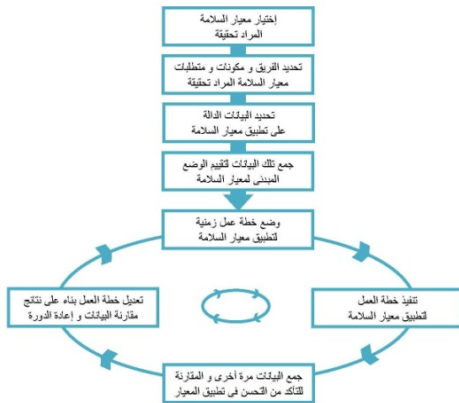 إختيار معيار السلامة
المراد تحقيقة
تحديد الفريق و مكونات و متطلبات
معيار السلامة المراد تحقيقة
تحديد البيانات الدالة
على تطبيق معيار السلامة
جمع تلك البيانات لتقييم الوضع
المبدئى لمعيار السلامة
وضع خطة عمل زمنية
لتطبيق معيار السلامة
تنفيذ خطة العمل
لتطبيق معيار السلامة
جمع البيانات مرة أخرى و المقارنة
للتأكد من التحسن فى تطبيق المعيار
تعديل خطة العمل بناء على نتائج
مقارنة البيانات و إعادة الدورة